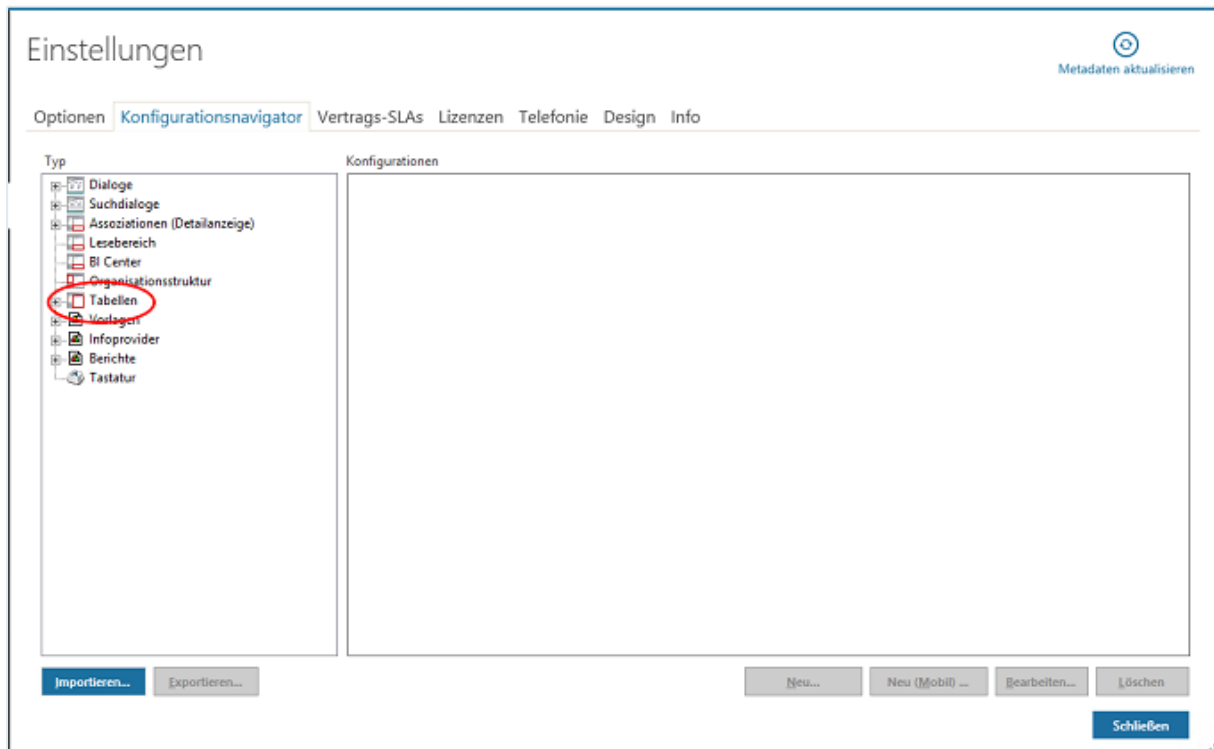 Einstellungen
Metadaten aktualisieren
Optionen Konfigurationsnavigator Vertrags-SLAs Lizenzen Telefonie Design Info
Typ
Konfigurationen
Dialoge
Suchdialoge
Assoziationen (Detailanzeige)
Lesebereich
BI Center
Organisationsstruktur
Tabellen
Vorlagen
Infoprovider
Berichte
Tastatur
Importieren... Exportieren... Neu... Neu (Mobil) ... Bearbeiten... Löschen
Schließen